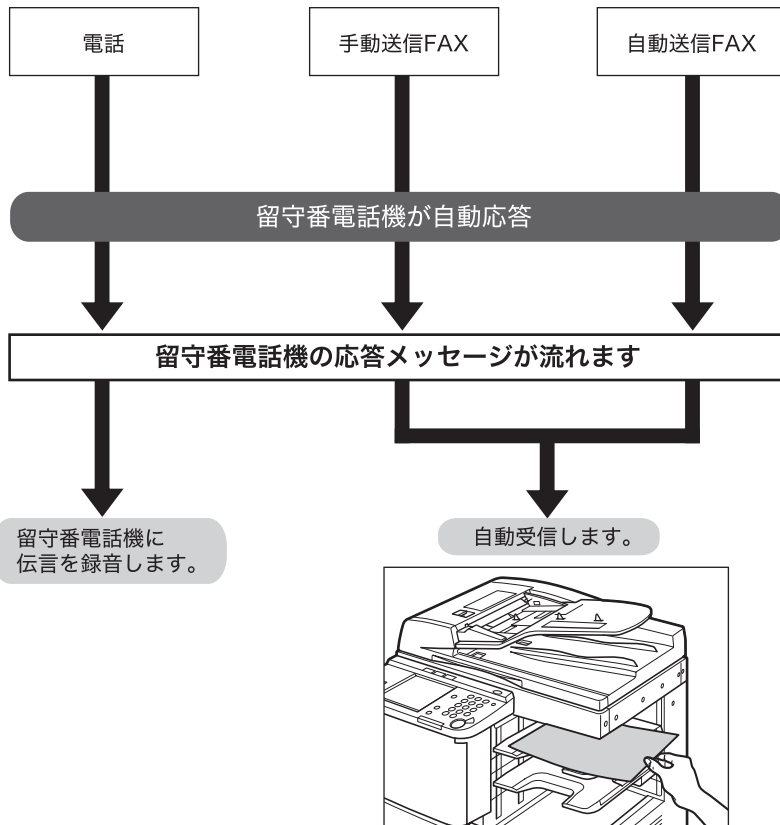 電話
手動送信FAX
自動送信FAX
留守番電話機が自動応答
留守番電話機の応答メッセージが流れます
留守番電話機に
伝言を録音します。
自動受信します。